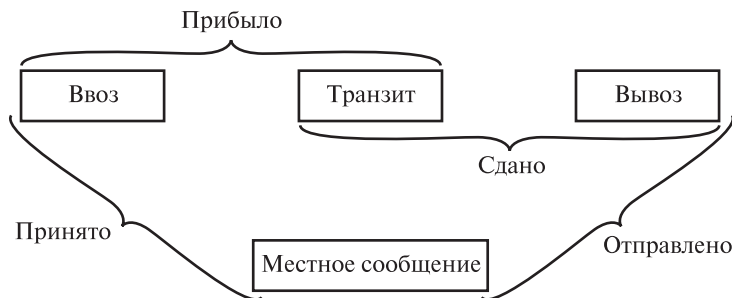 Прибыло
Ввоз
Транзит
Вывоз
Сдано
Принято
Отправлено
Местное сообщение